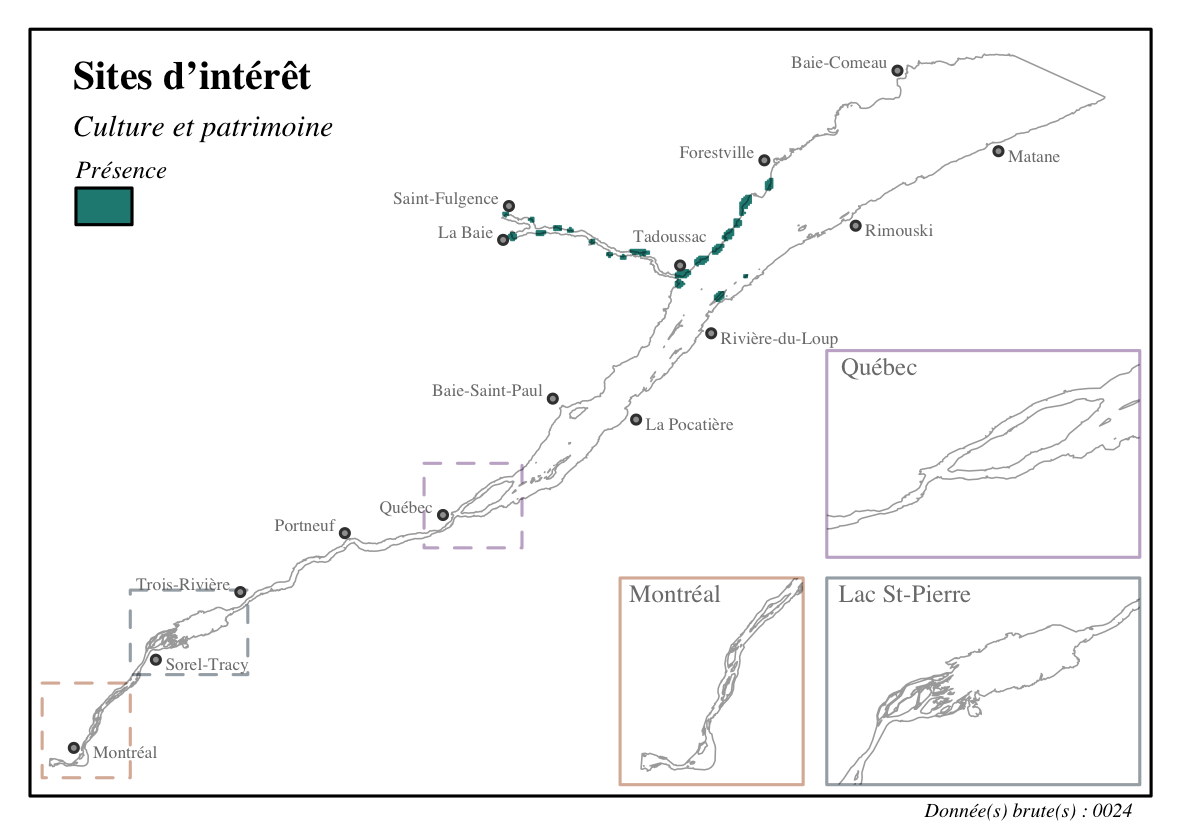 Sites d’intérêt
Culture et patrimoine
Présence
Baie-Comeau
Forestville
Matane
Saint-Fulgence
La Baie
Tadoussac
Rimouski
Rivière-du-Loup
Baie-Saint-Paul
La Pocatière
Québec
Québec
Portneuf
Trois-Rivière
Sorel-Tracy
Montréal
Montréal
Lac St-Pierre
Donnée(s) brute(s) : 0024